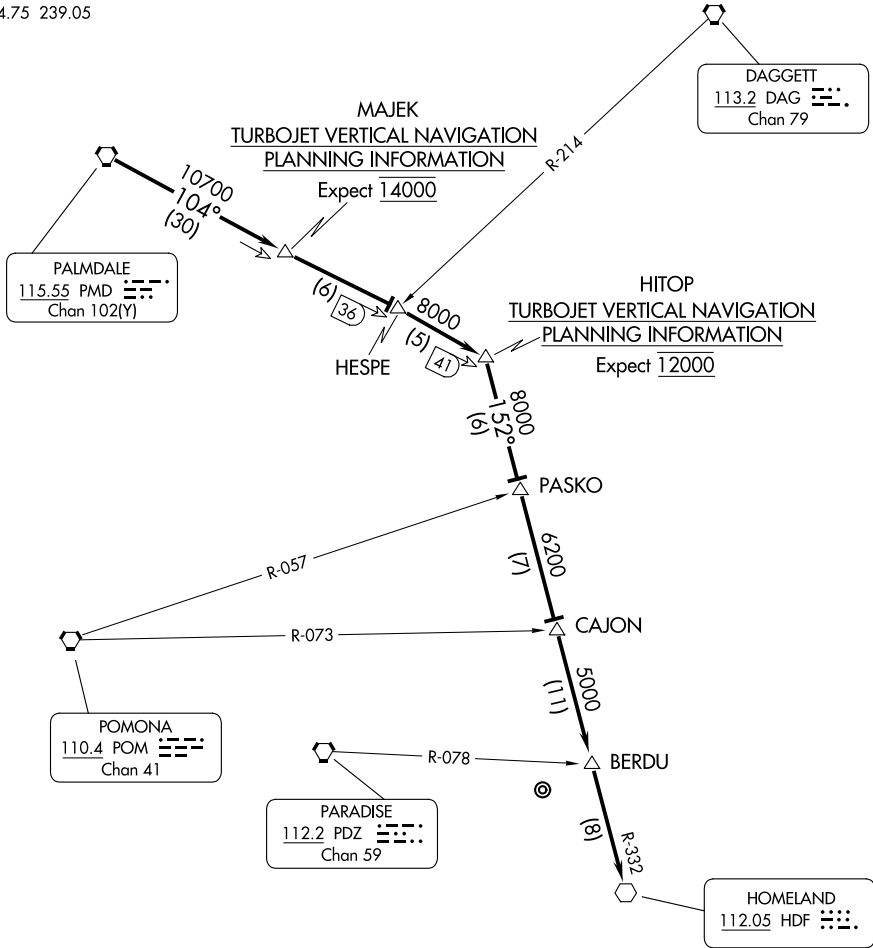 4.75 239.05
DAGGETT
113.2 DAG
Chan 79
MAJEK
TURBOJET VERTICAL NAVIGATION
PLANNING INFORMATION
Expect 14000
R-214
10700
104°
(30)
PALMDALE
115.55 PMD
Chan 102(Y)
(6)
36
HESPE
8000
(5)
41
HITOP
TURBOJET VERTICAL NAVIGATION
PLANNING INFORMATION
Expect 12000
8000
152°
(6)
PASKO
R-057
6200
(7)
R-073
CAJON
POMONA
110.4 POM
Chan 41
5000
(11)
R-078
BERDU
PARADISE
112.2 PDZ
Chan 59
(8)
R-332
HOMELAND
112.05 HDF